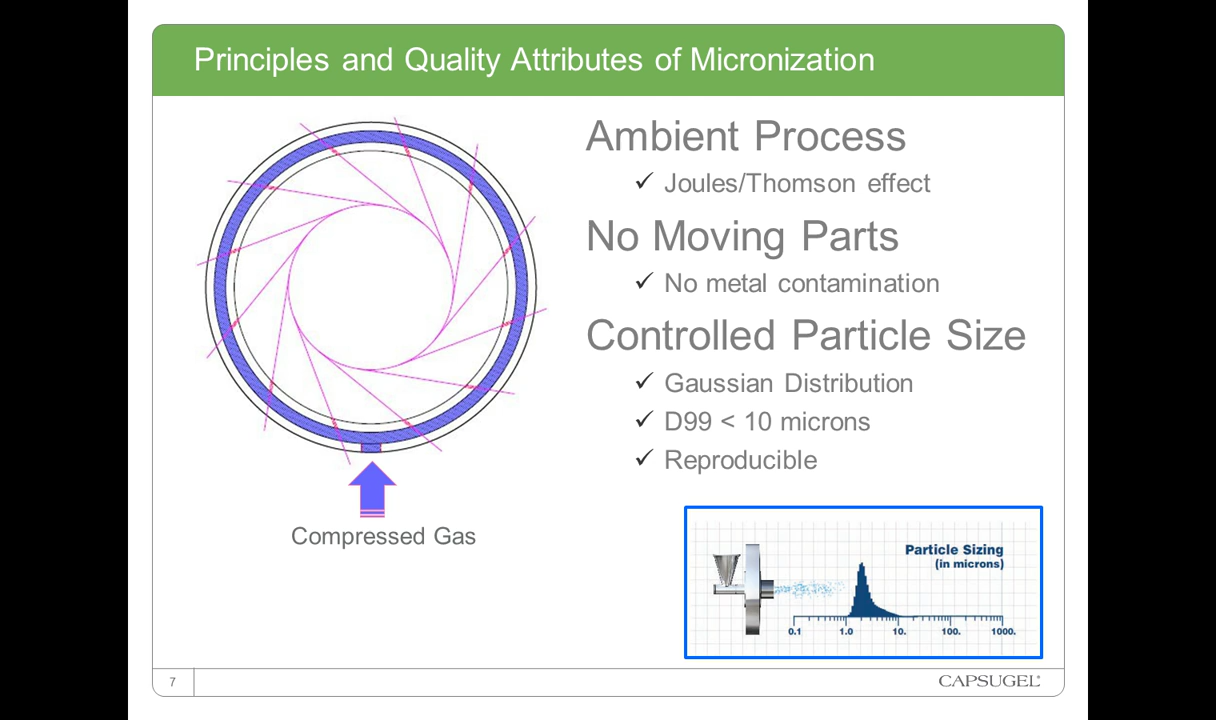 Principles and Quality Attributes of Micronization
Ambient Process
✓ Joules/Thomson effect
No Moving Parts
✓ No metal contamination
Controlled Particle Size
✓ Gaussian Distribution
✓ D99 < 10 microns
✓ Reproducible
Compressed Gas
Particle Sizing
(in microns)
0.1 1.0 10. 100. 1000.
7
CAPSUGEL